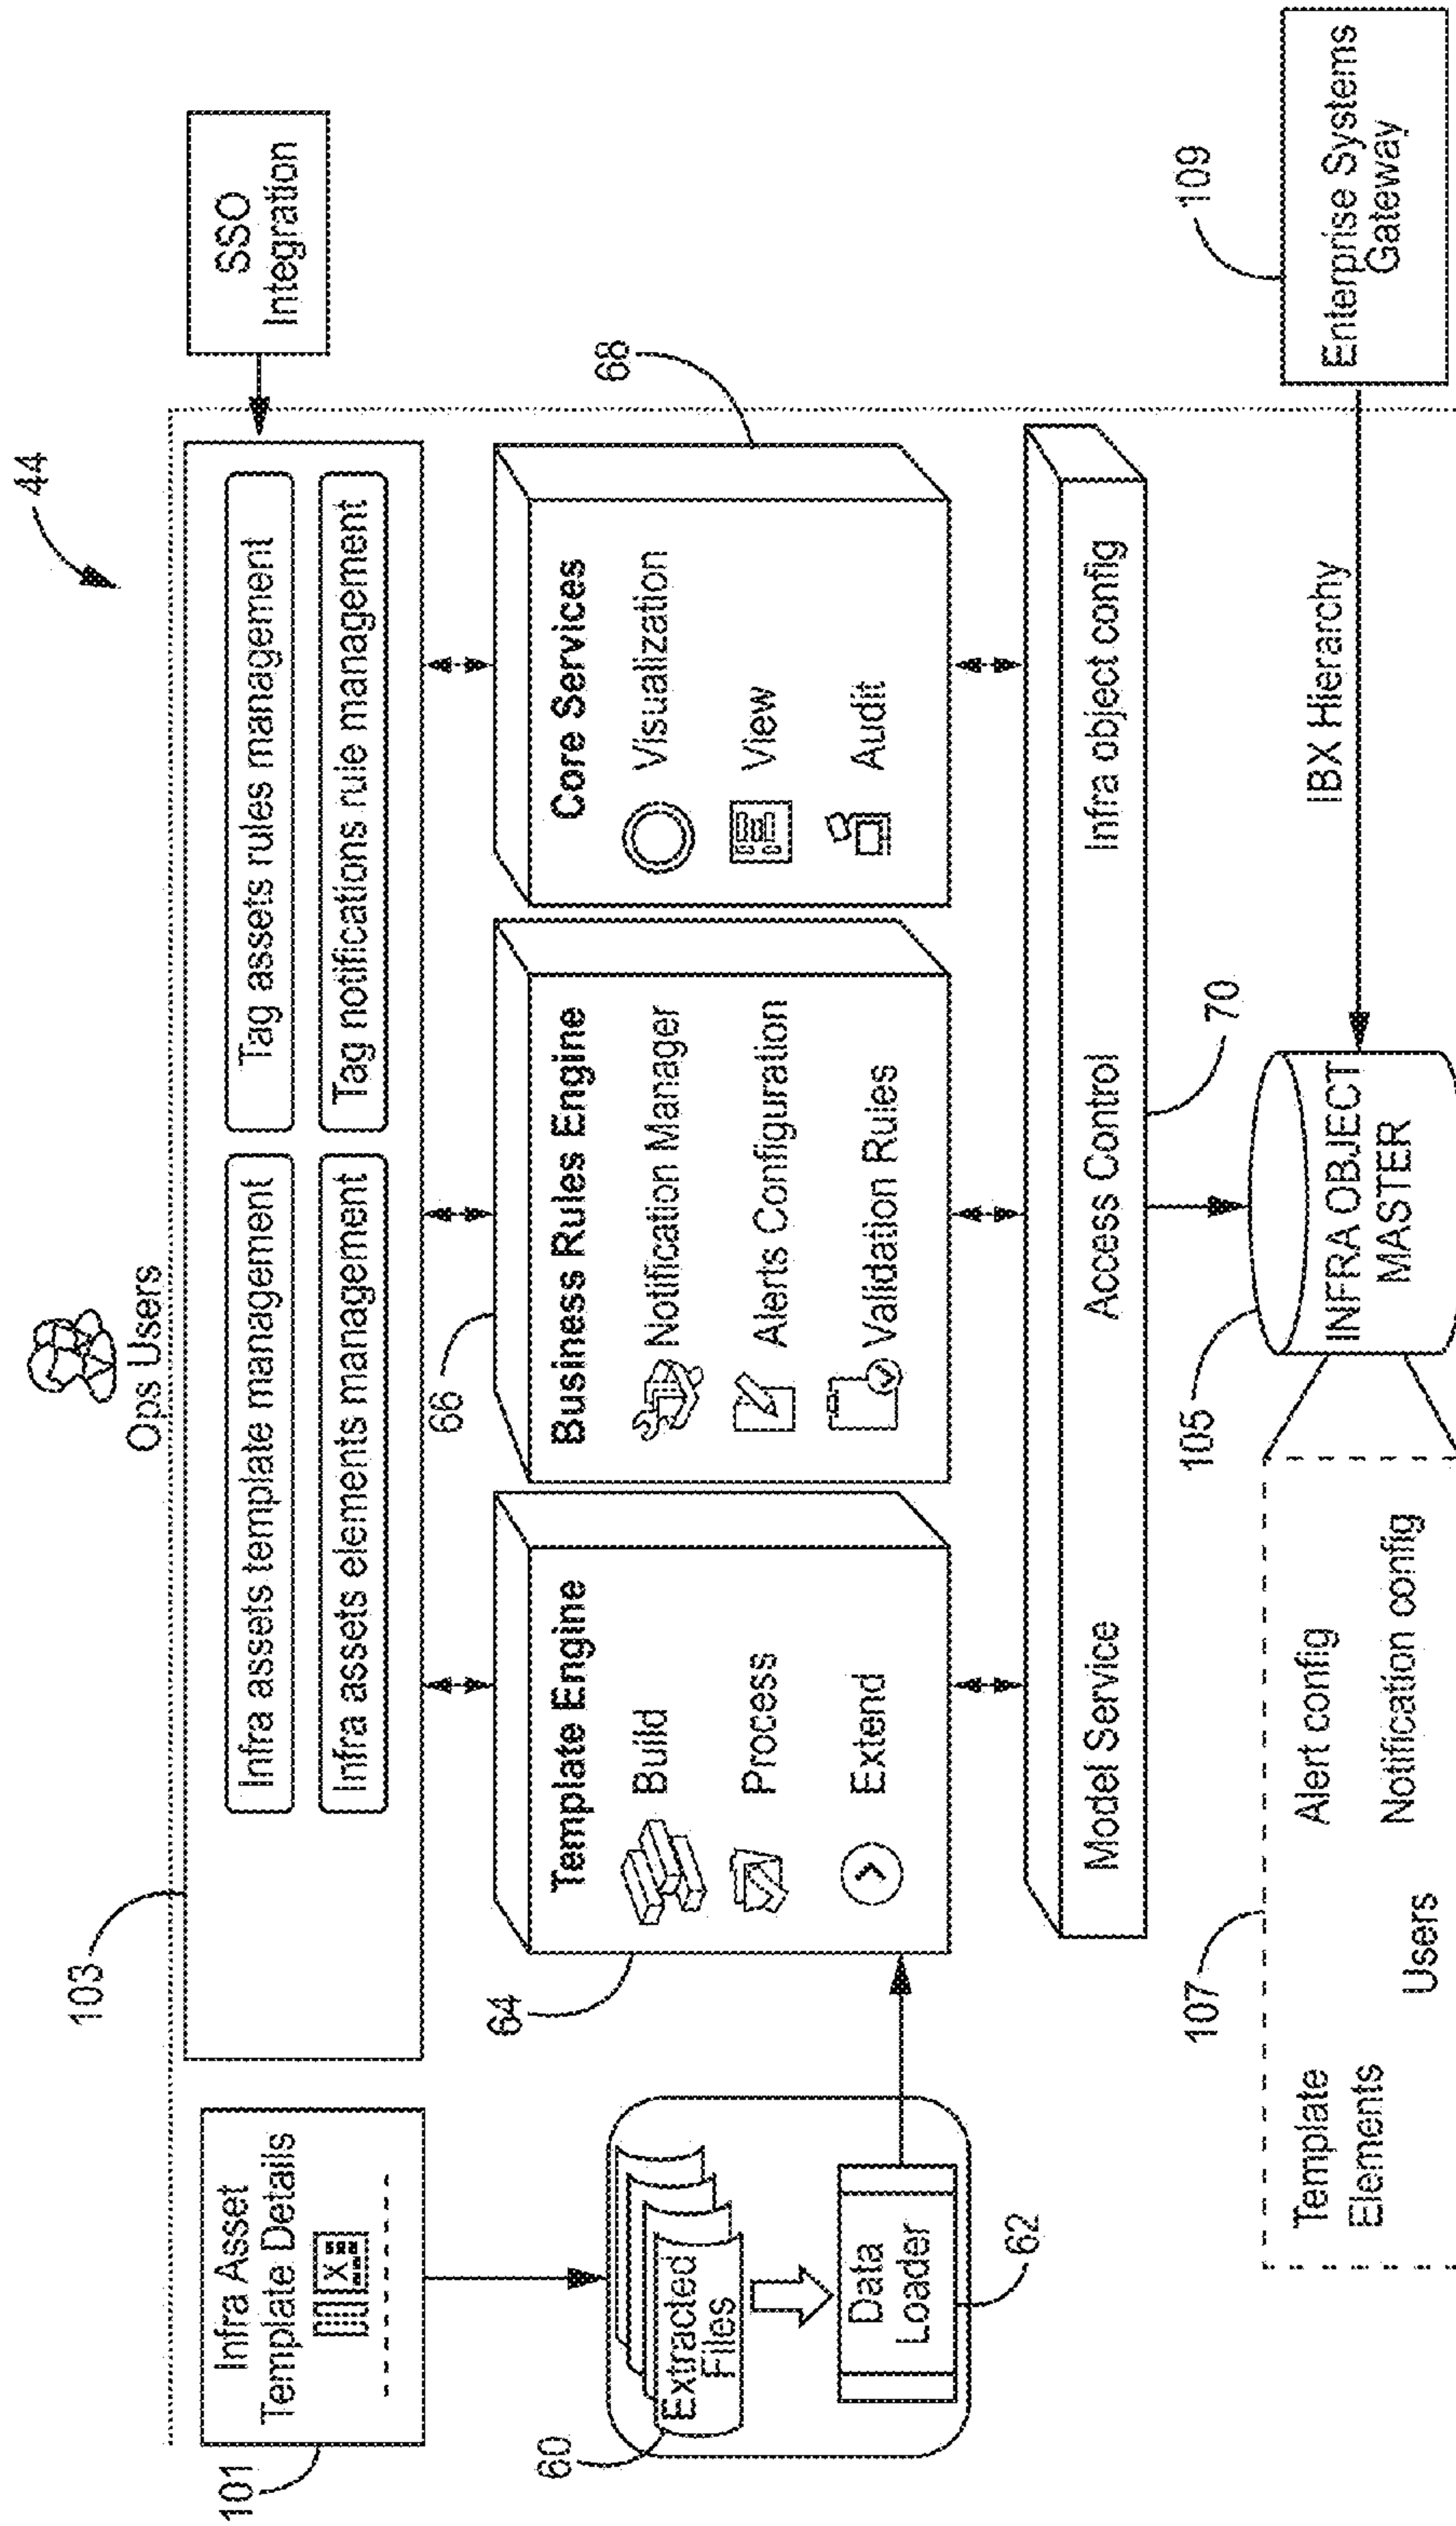 44
Ops Users
SSO
Integration
103
Infra assets template management
Tag assets rules management
Infra assets elements management
Tag notifications rule management
101
Infra Asset
Template Details
X
60
Extracted
Files
Data
Loader
62
64
Template Engine
Build
Process
Extend
66
Business Rules Engine
Notification Manager
Alerts Configuration
Validation Rules
68
Core Services
Visualization
View
Audit
Model Service
Access Control
Infra object config
70
105
INFRA OBJECT
MASTER
IBX Hierarchy
109
Enterprise Systems
Gateway
107
Template
Elements
Alert config
Users
Notification config